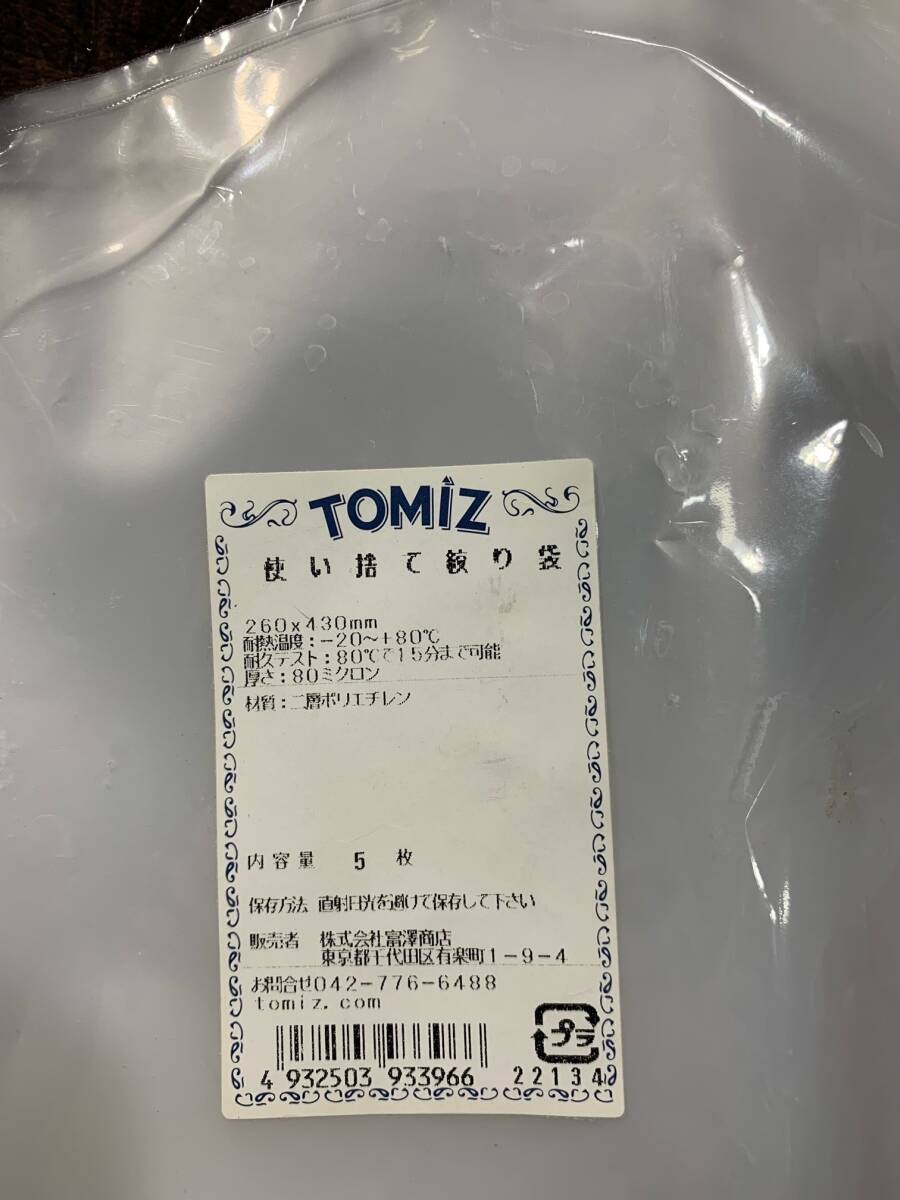 TOMIZ
使い捨て絞り袋
260x430mm
耐熱温度:-20～+80℃
耐久テスト:80℃で15分まで可能
厚さ:80ミクロン
材質:二層ポリエチレン
内容量 5 枚
保存方法 直射日光を避けて保存して下さい
販売者 株式会社富澤商店
東京都千代田区有楽町1-9-4
お問合せ042-776-6488
tomiz.com
プラ
4 932503 933966 22134